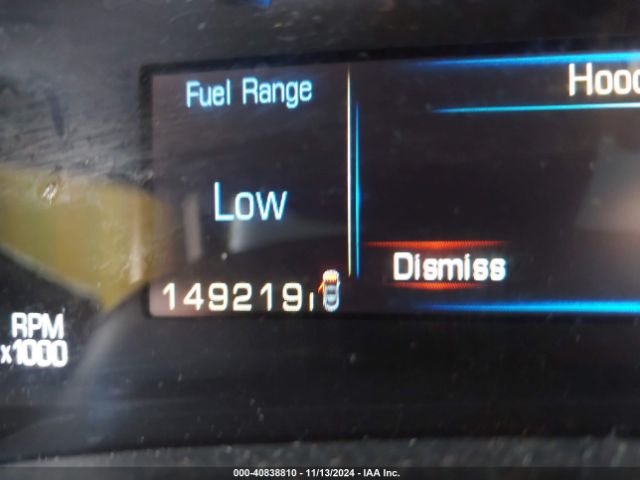 Fuel Range
Hood
Low
Dismiss
149219
RPM
x1000
000-40838810 - 11/13/2024 - IAA Inc.